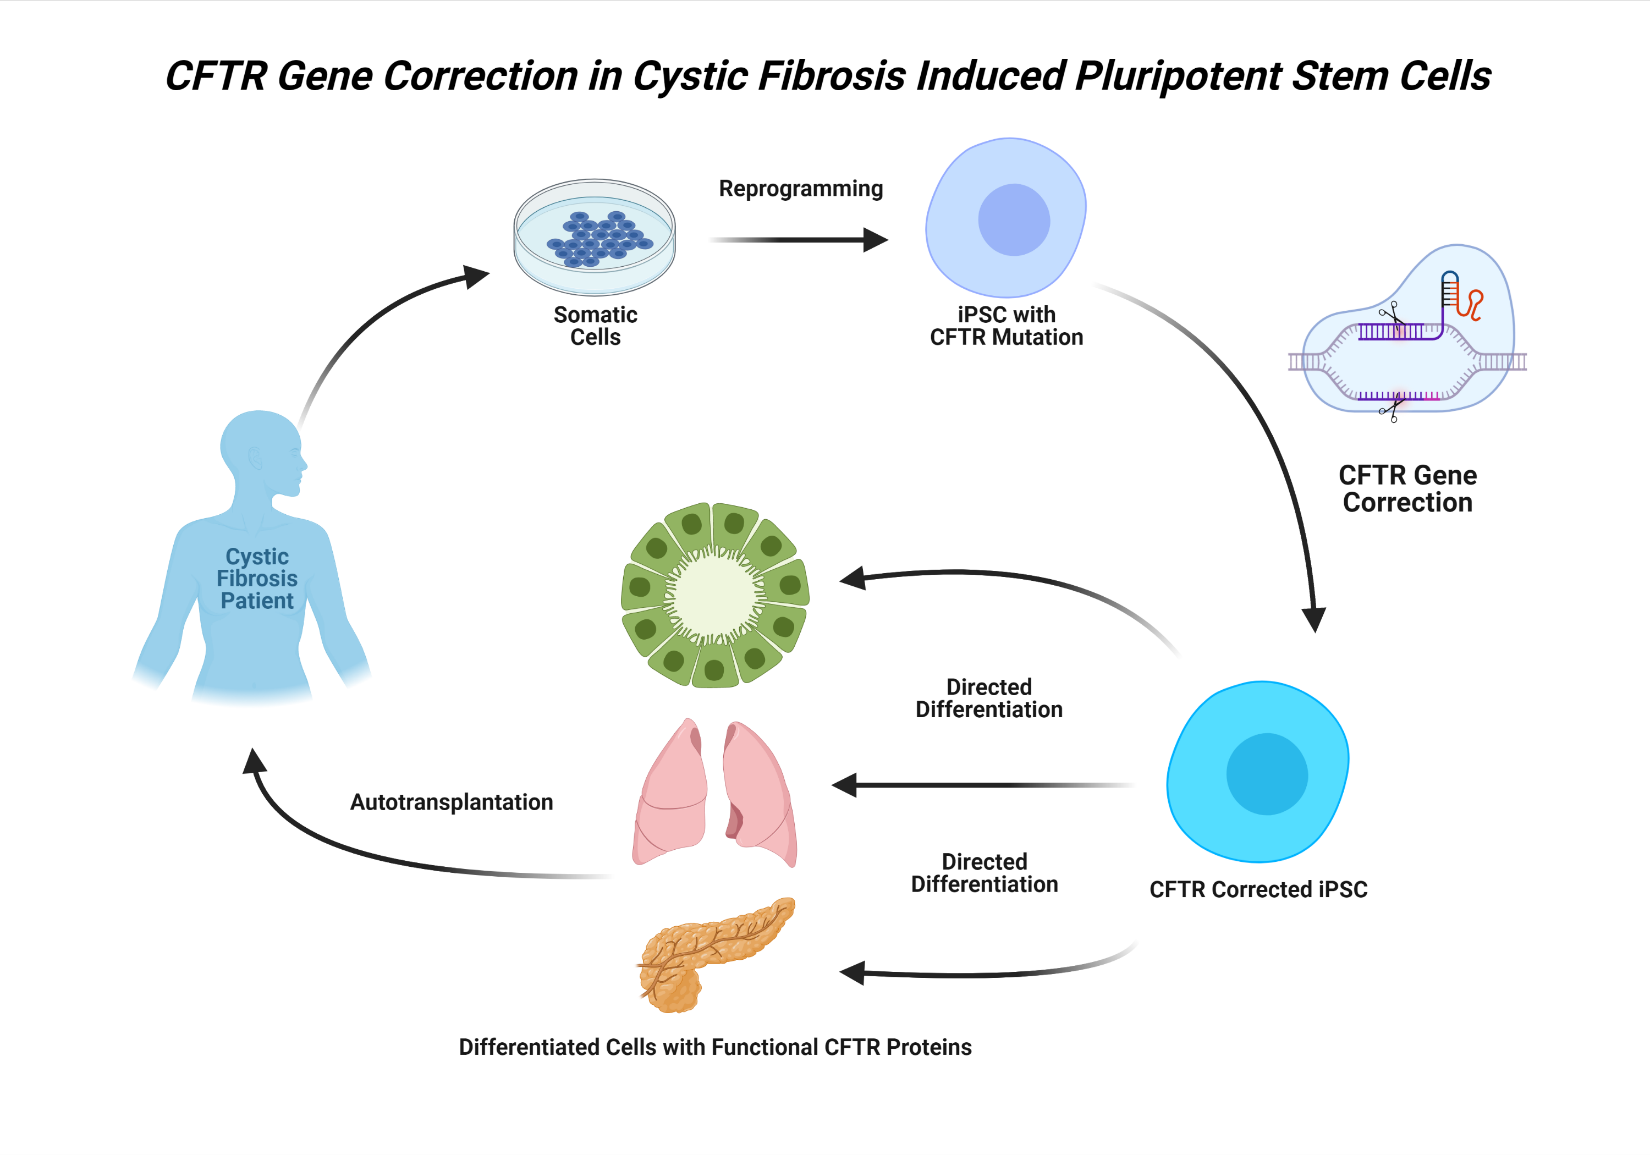 CFTR Gene Correction in Cystic Fibrosis Induced Pluripotent Stem Cells
Reprogramming
Somatic
Cells
iPSC with
CFTR Mutation
CFTR Gene
Correction
Cystic
Fibrosis
Patient
Directed
Differentiation
Autotransplantation
Directed
Differentiation
CFTR Corrected iPSC
Differentiated Cells with Functional CFTR Proteins